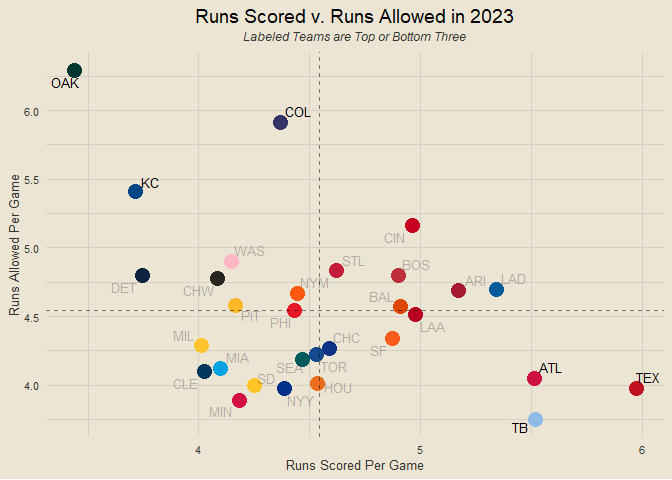 Runs Scored v. Runs Allowed in 2023
Labeled Teams are Top or Bottom Three
OAK
6.0
COL
5.5
KC
CIN
5.0
WAS
STL
BOS
ARI
LAD
DET
CHW
NYM
BAL
PIT
PHI
LAA
4.5
MIL
CHC
SF
MIA
SEA
TOR
CLE
SD
HOU
4.0
MIN
NYY
ATL
TEX
TB
4
5
6
Runs Scored Per Game
Runs Allowed Per Game